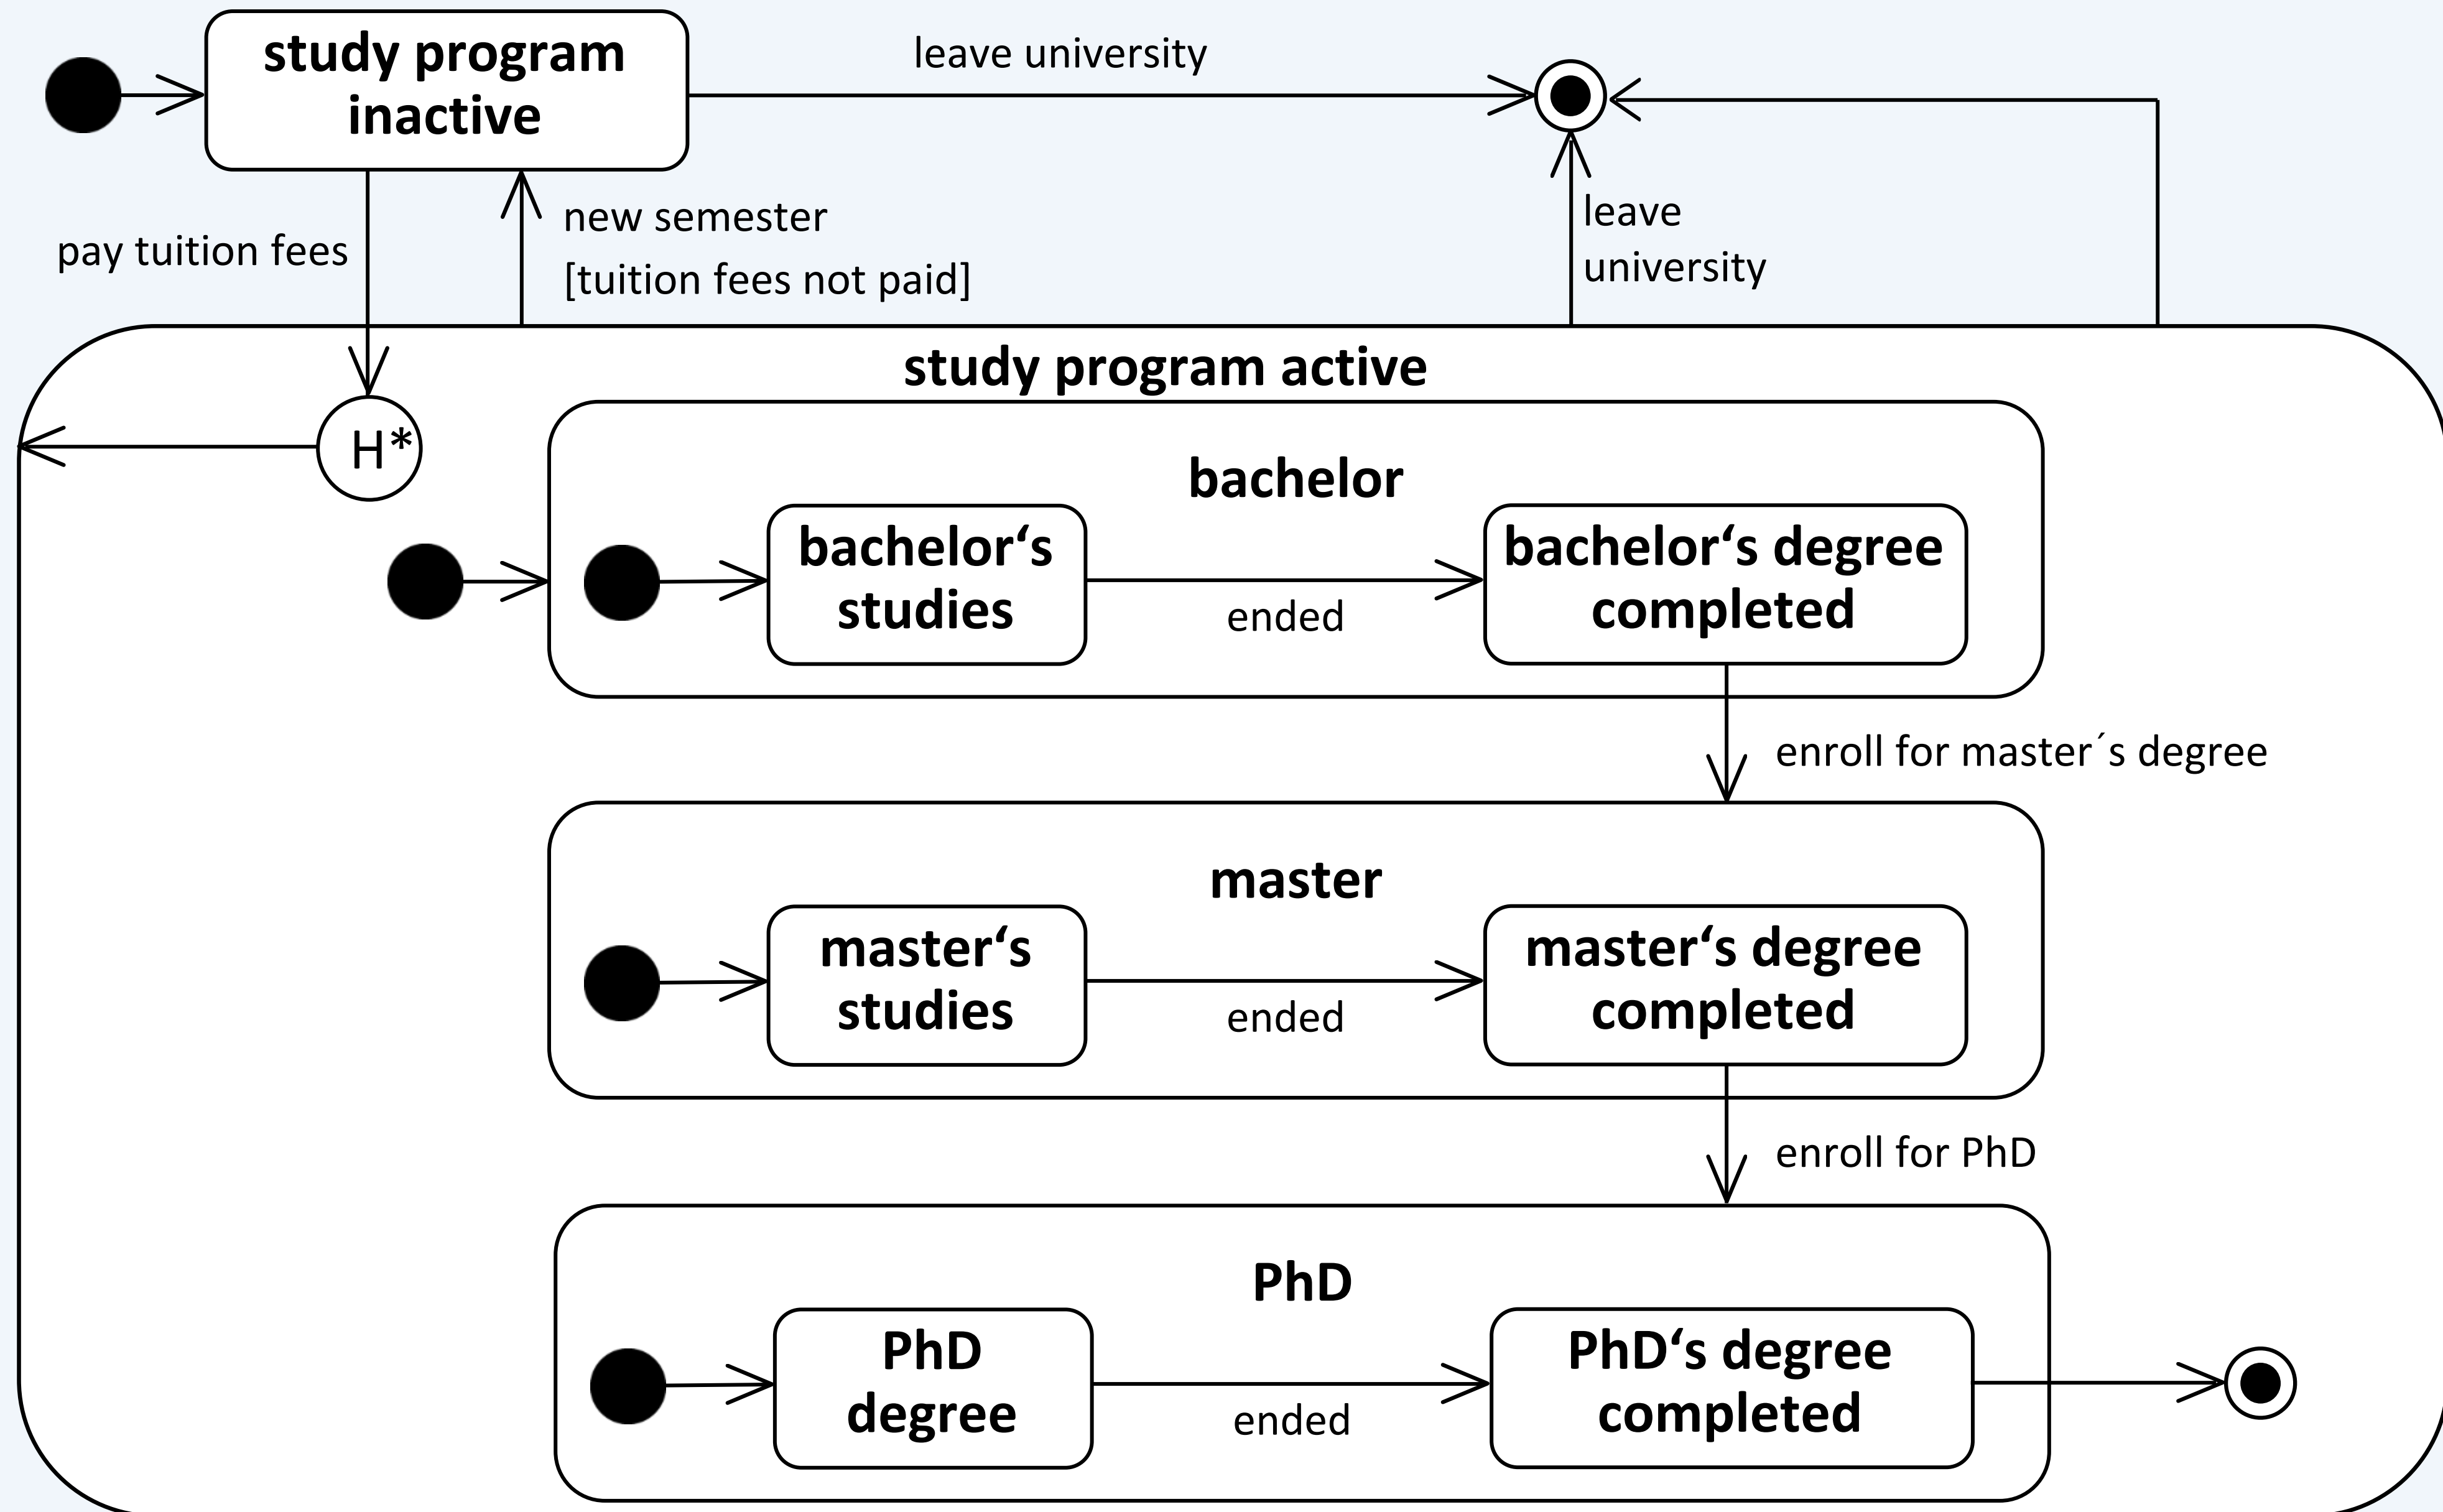 study program
inactive
leave university
pay tuition fees
new semester
[tuition fees not paid]
leave
university
study program active
H*
bachelor
bachelor‘s
studies
ended
bachelor‘s degree
completed
enroll for master´s degree
master
master‘s
studies
ended
master‘s degree
completed
enroll for PhD
PhD
PhD
degree
ended
PhD‘s degree
completed